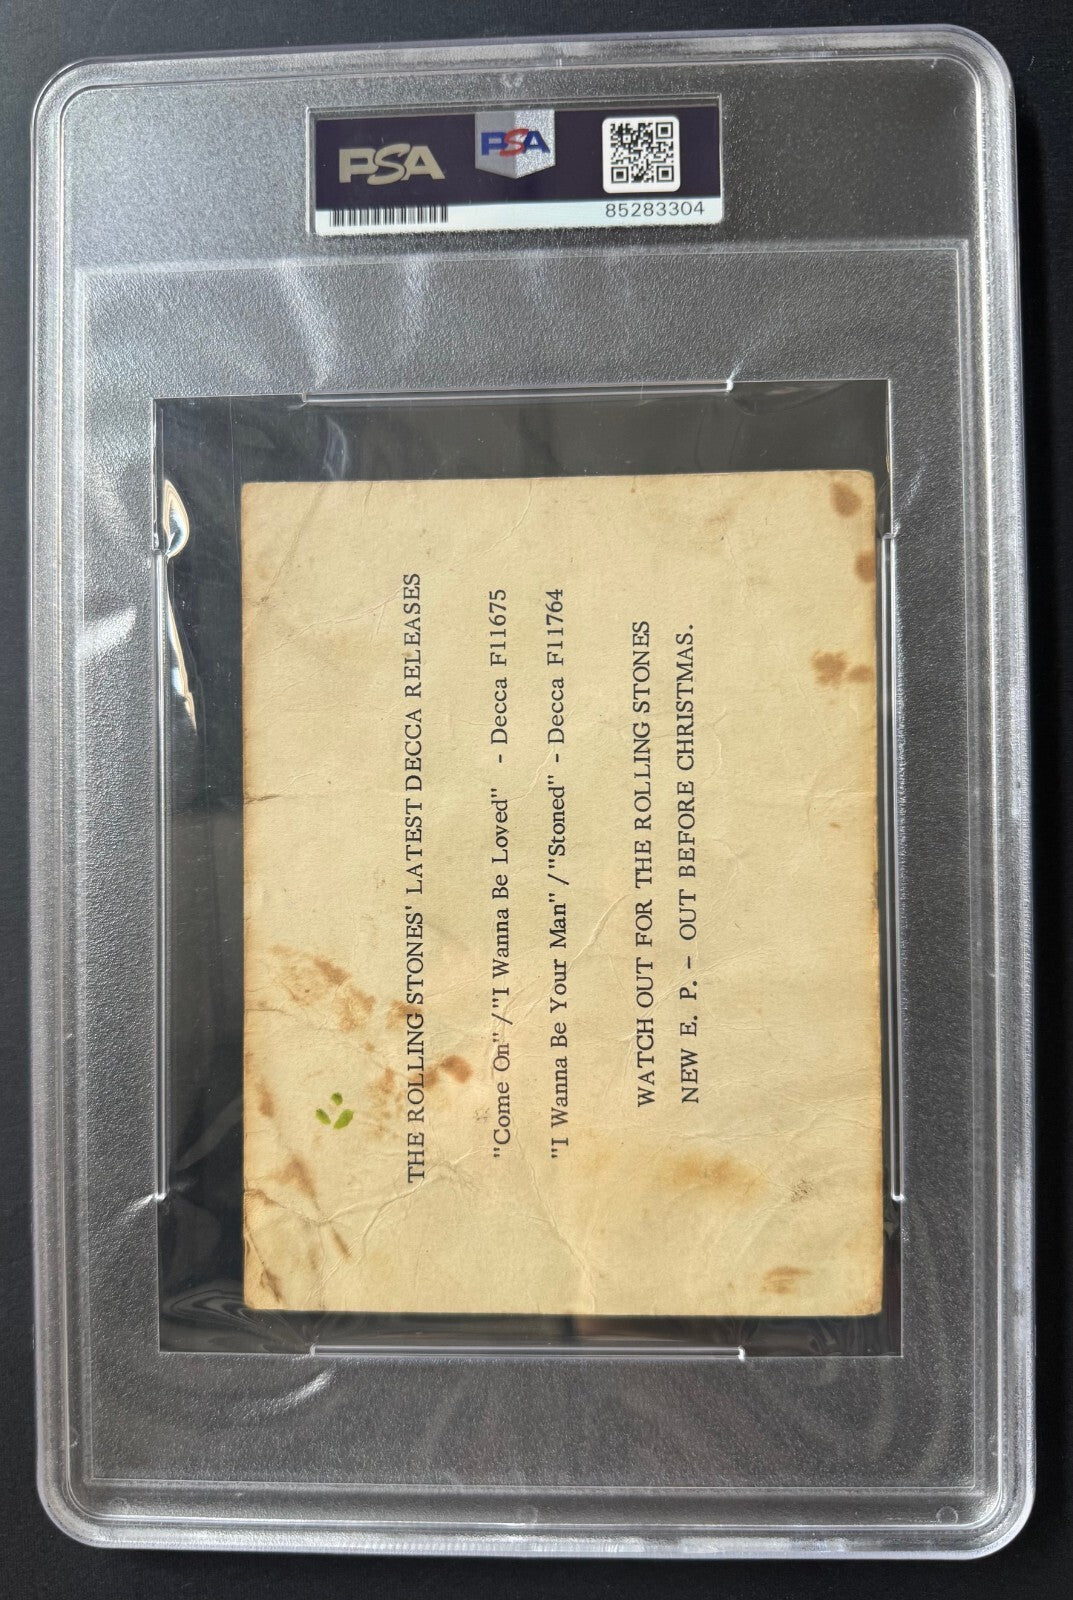 PSA
PSA
85283304
THE ROLLING STONES' LATEST DECCA RELEASES
"Come On" / "I Wanna Be Loved" - Decca F11675
"I Wanna Be Your Man" / "Stoned" - Decca F11764
WATCH OUT FOR THE ROLLING STONES
NEW E. P. - OUT BEFORE CHRISTMAS.